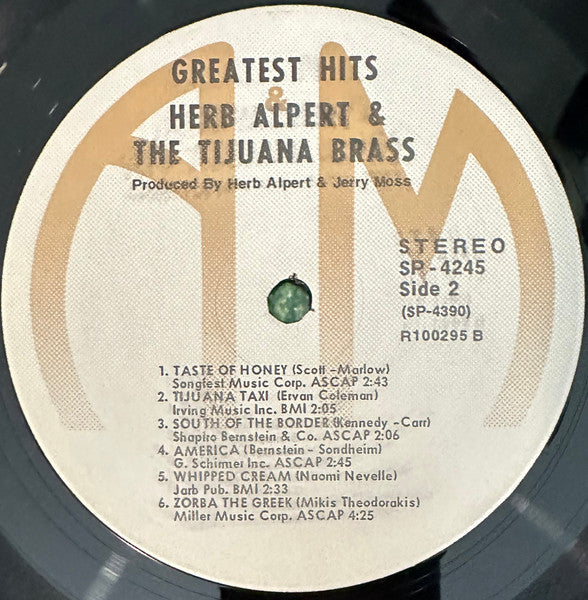 GREATEST HITS
&
HERB ALPERT &
THE TIJUANA BRASS
Produced By Herb Alpert & Jerry Moss
STEREO
SP-4245
Side 2
(SP-4390)
R100295 B
1. TASTE OF HONEY (Scott -Marlow)
Songfest Music Corp. ASCAP 2:43
2. TIJUANA TAXI (Ervan Coleman)
Irving Music Inc. BMI 2:05
3. SOUTH OF THE BORDER (Kennedy -Carr)
Shapiro Bernstein & Co. ASCAP 2:06
4. AMERICA (Bernstein - Sondheim)
G. Schirmer Inc. ASCAP 2:45
5. WHIPPED CREAM (Naomi Nevelle)
Jarb Pub. BMI 2:33
6. ZORBA THE GREEK (Mikis Theodorakis)
Miller Music Corp. ASCAP 4:25